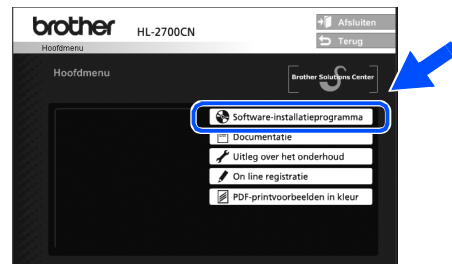 brother HL-2700CN
Afsluiten
Terug
Hoofdmenu
Hoofdmenu
Brother Solutions Center
Software-installatieprogramma
Documentatie
Uitleg over het onderhoud
On line registratie
PDF-printvoorbeelden in kleur